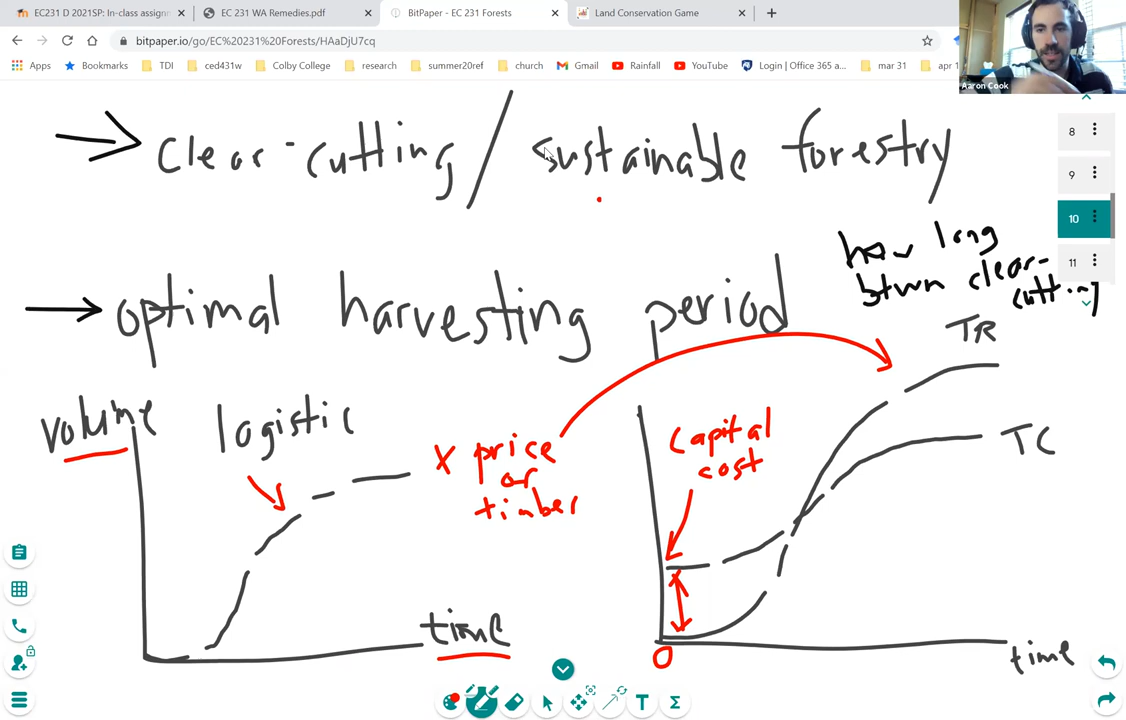 EC 231 D 2021SP: In-class assignm
EC 231 WA Remedies.pdf
BitPaper - EC 231 Forests
Land Conservation Game
bitpaper.io/go/EC%20231%20Forests/HAaDjU7cq
Apps
Bookmarks
TDI
ced431w
Colby College
research
summer20ref
church
Gmail
Rainfall
YouTube
Login | Office 365 a...
mar 31
apr 1
Aaron Cook
clear-cutting / sustainable forestry
8
9
10
11
how long
btwn clear-
cutting
optimal harvesting period
volume
logistic
time
x price
or
timber
capital
cost
TR
TC
0
time
T
Σ